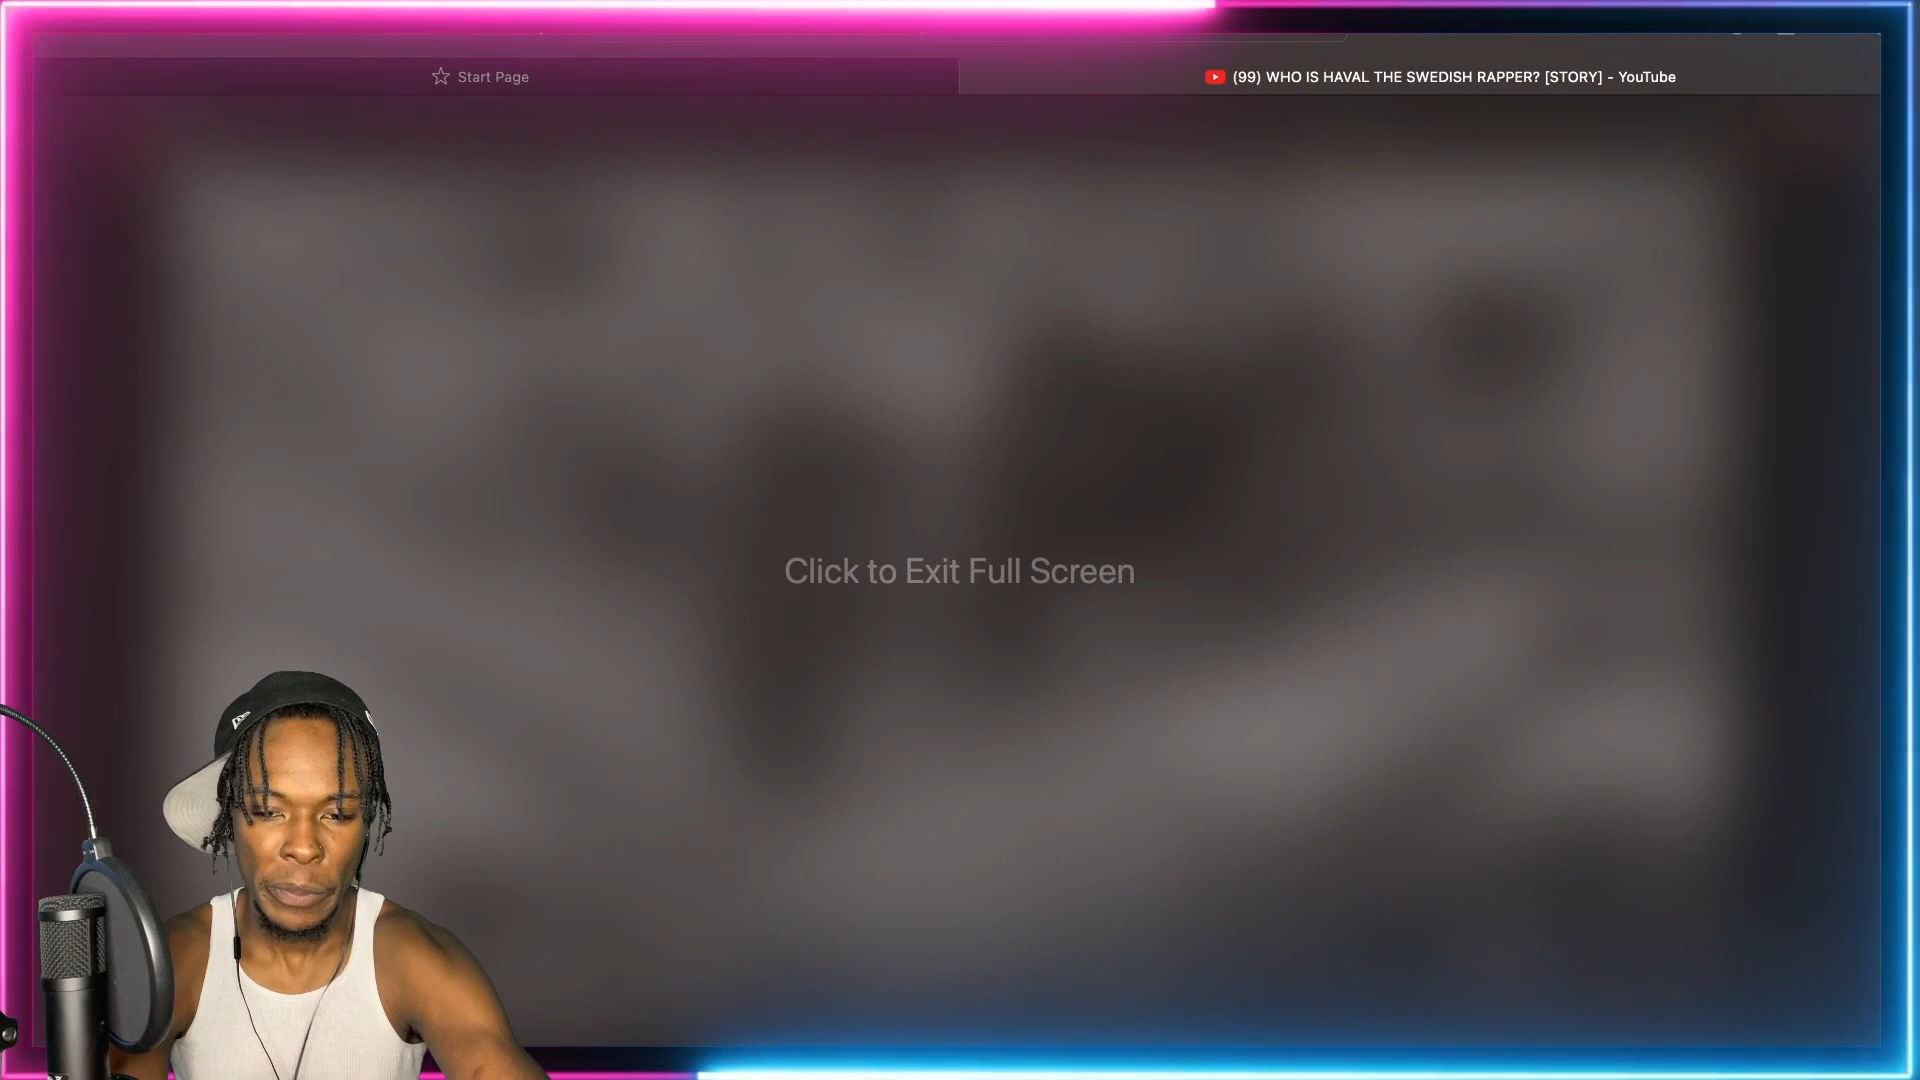 Start Page
(99) WHO IS HAVAL THE SWEDISH RAPPER? [STORY] - YouTube
Click to Exit Full Screen